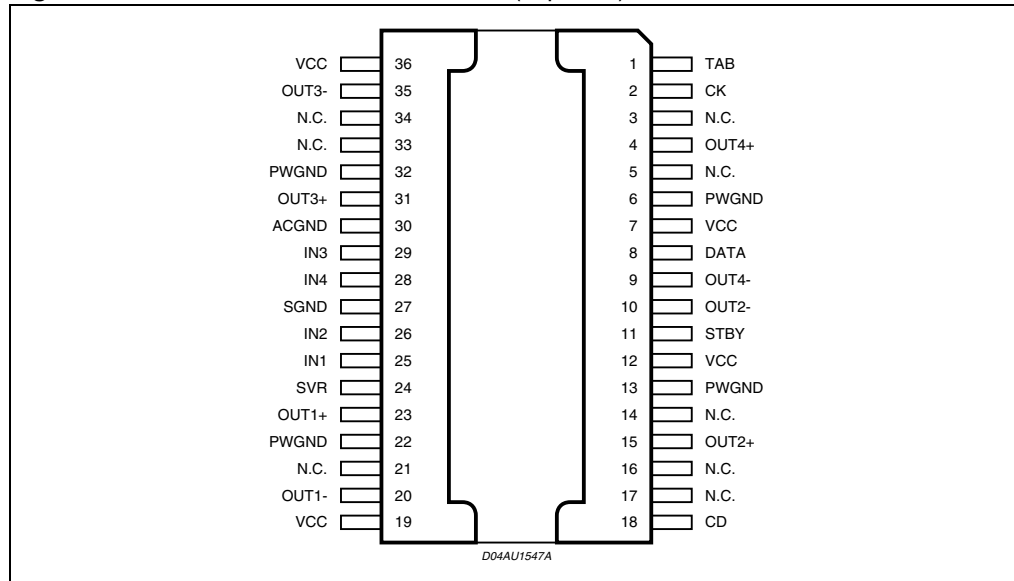 VCC 36 1 TAB
OUT3- 35 2 CK
N.C. 34 3 N.C.
N.C. 33 4 OUT4+
PWGND 32 5 N.C.
OUT3+ 31 6 PWGND
ACGND 30 7 VCC
IN3 29 8 DATA
IN4 28 9 OUT4-
SGND 27 10 OUT2-
IN2 26 11 STBY
IN1 25 12 VCC
SVR 24 13 PWGND
OUT1+ 23 14 N.C.
PWGND 22 15 OUT2+
N.C. 21 16 N.C.
OUT1- 20 17 N.C.
VCC 19 18 CD
D04AU1547A